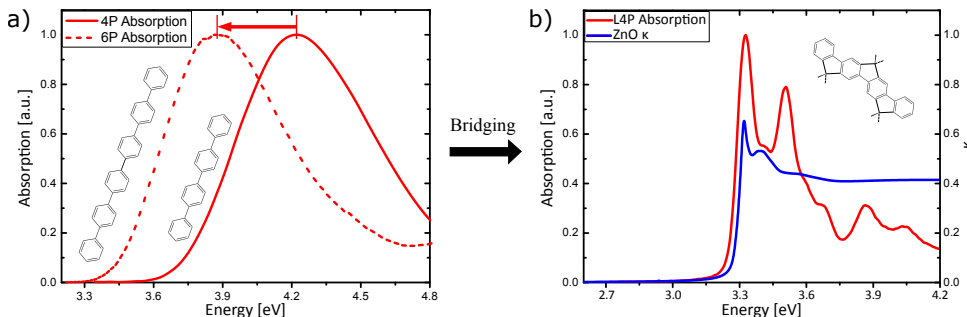 a)
4P Absorption
6P Absorption
Absorption [a.u.]
1.0
0.8
0.6
0.4
0.2
0.0
3.3 3.6 3.9 4.2 4.5 4.8
Energy [eV]
Bridging
b)
L4P Absorption
ZnO κ
Absorption [a.u.]
1.0
0.8
0.6
0.4
0.2
0.0
2.7 3.0 3.3 3.6 3.9 4.2
Energy [eV]
1.0
0.8
0.6
0.4
0.2
0.0
κ